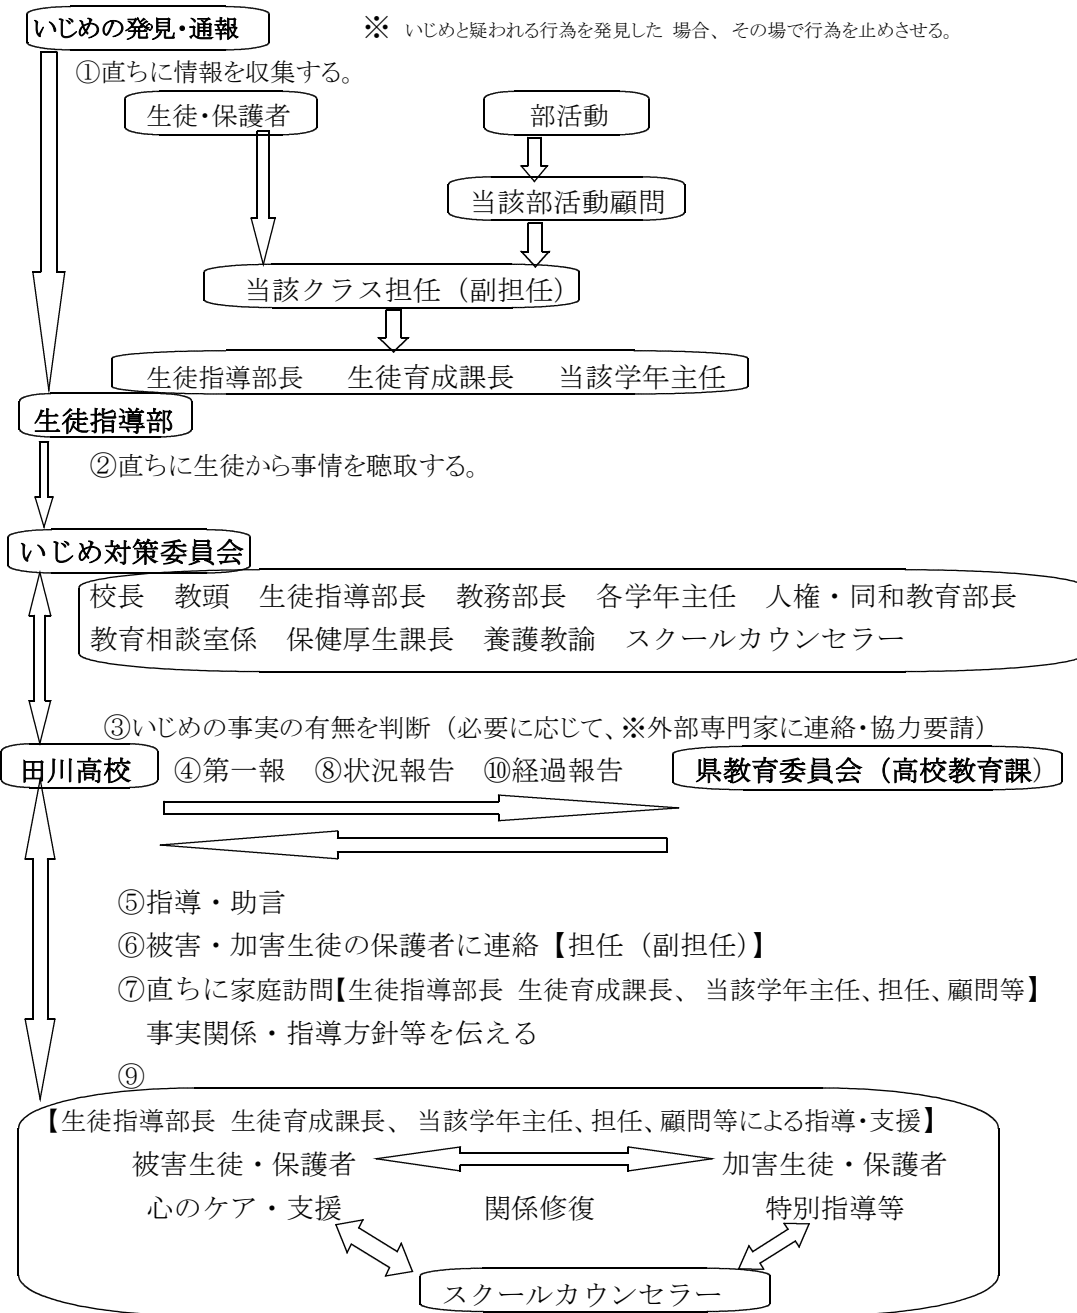 いじめの発見・通報
※ いじめと疑われる行為を発見した 場合、その場で行為を止めさせる。
①直ちに情報を収集する。
生徒・保護者
部活動
当該部活動顧問
当該クラス担任（副担任）
生徒指導部長 生徒育成課長 当該学年主任
生徒指導部
②直ちに生徒から事情を聴取する。
いじめ対策委員会
校長 教頭 生徒指導部長 教務部長 各学年主任 人権・同和教育部長
教育相談室係 保健厚生課長 養護教諭 スクールカウンセラー
③いじめの事実の有無を判断（必要に応じて、※外部専門家に連絡・協力要請）
田川高校 ④第一報 ⑧状況報告 ⑩経過報告 県教育委員会（高校教育課）
⑤指導・助言
⑥被害・加害生徒の保護者に連絡【担任（副担任）】
⑦直ちに家庭訪問【生徒指導部長 生徒育成課長、 当該学年主任、担任、顧問等】
事実関係・指導方針等を伝える
⑨
【生徒指導部長 生徒育成課長、 当該学年主任、担任、顧問等による指導・支援】
被害生徒・保護者 加害生徒・保護者
心のケア・支援 関係修復 特別指導等
スクールカウンセラー